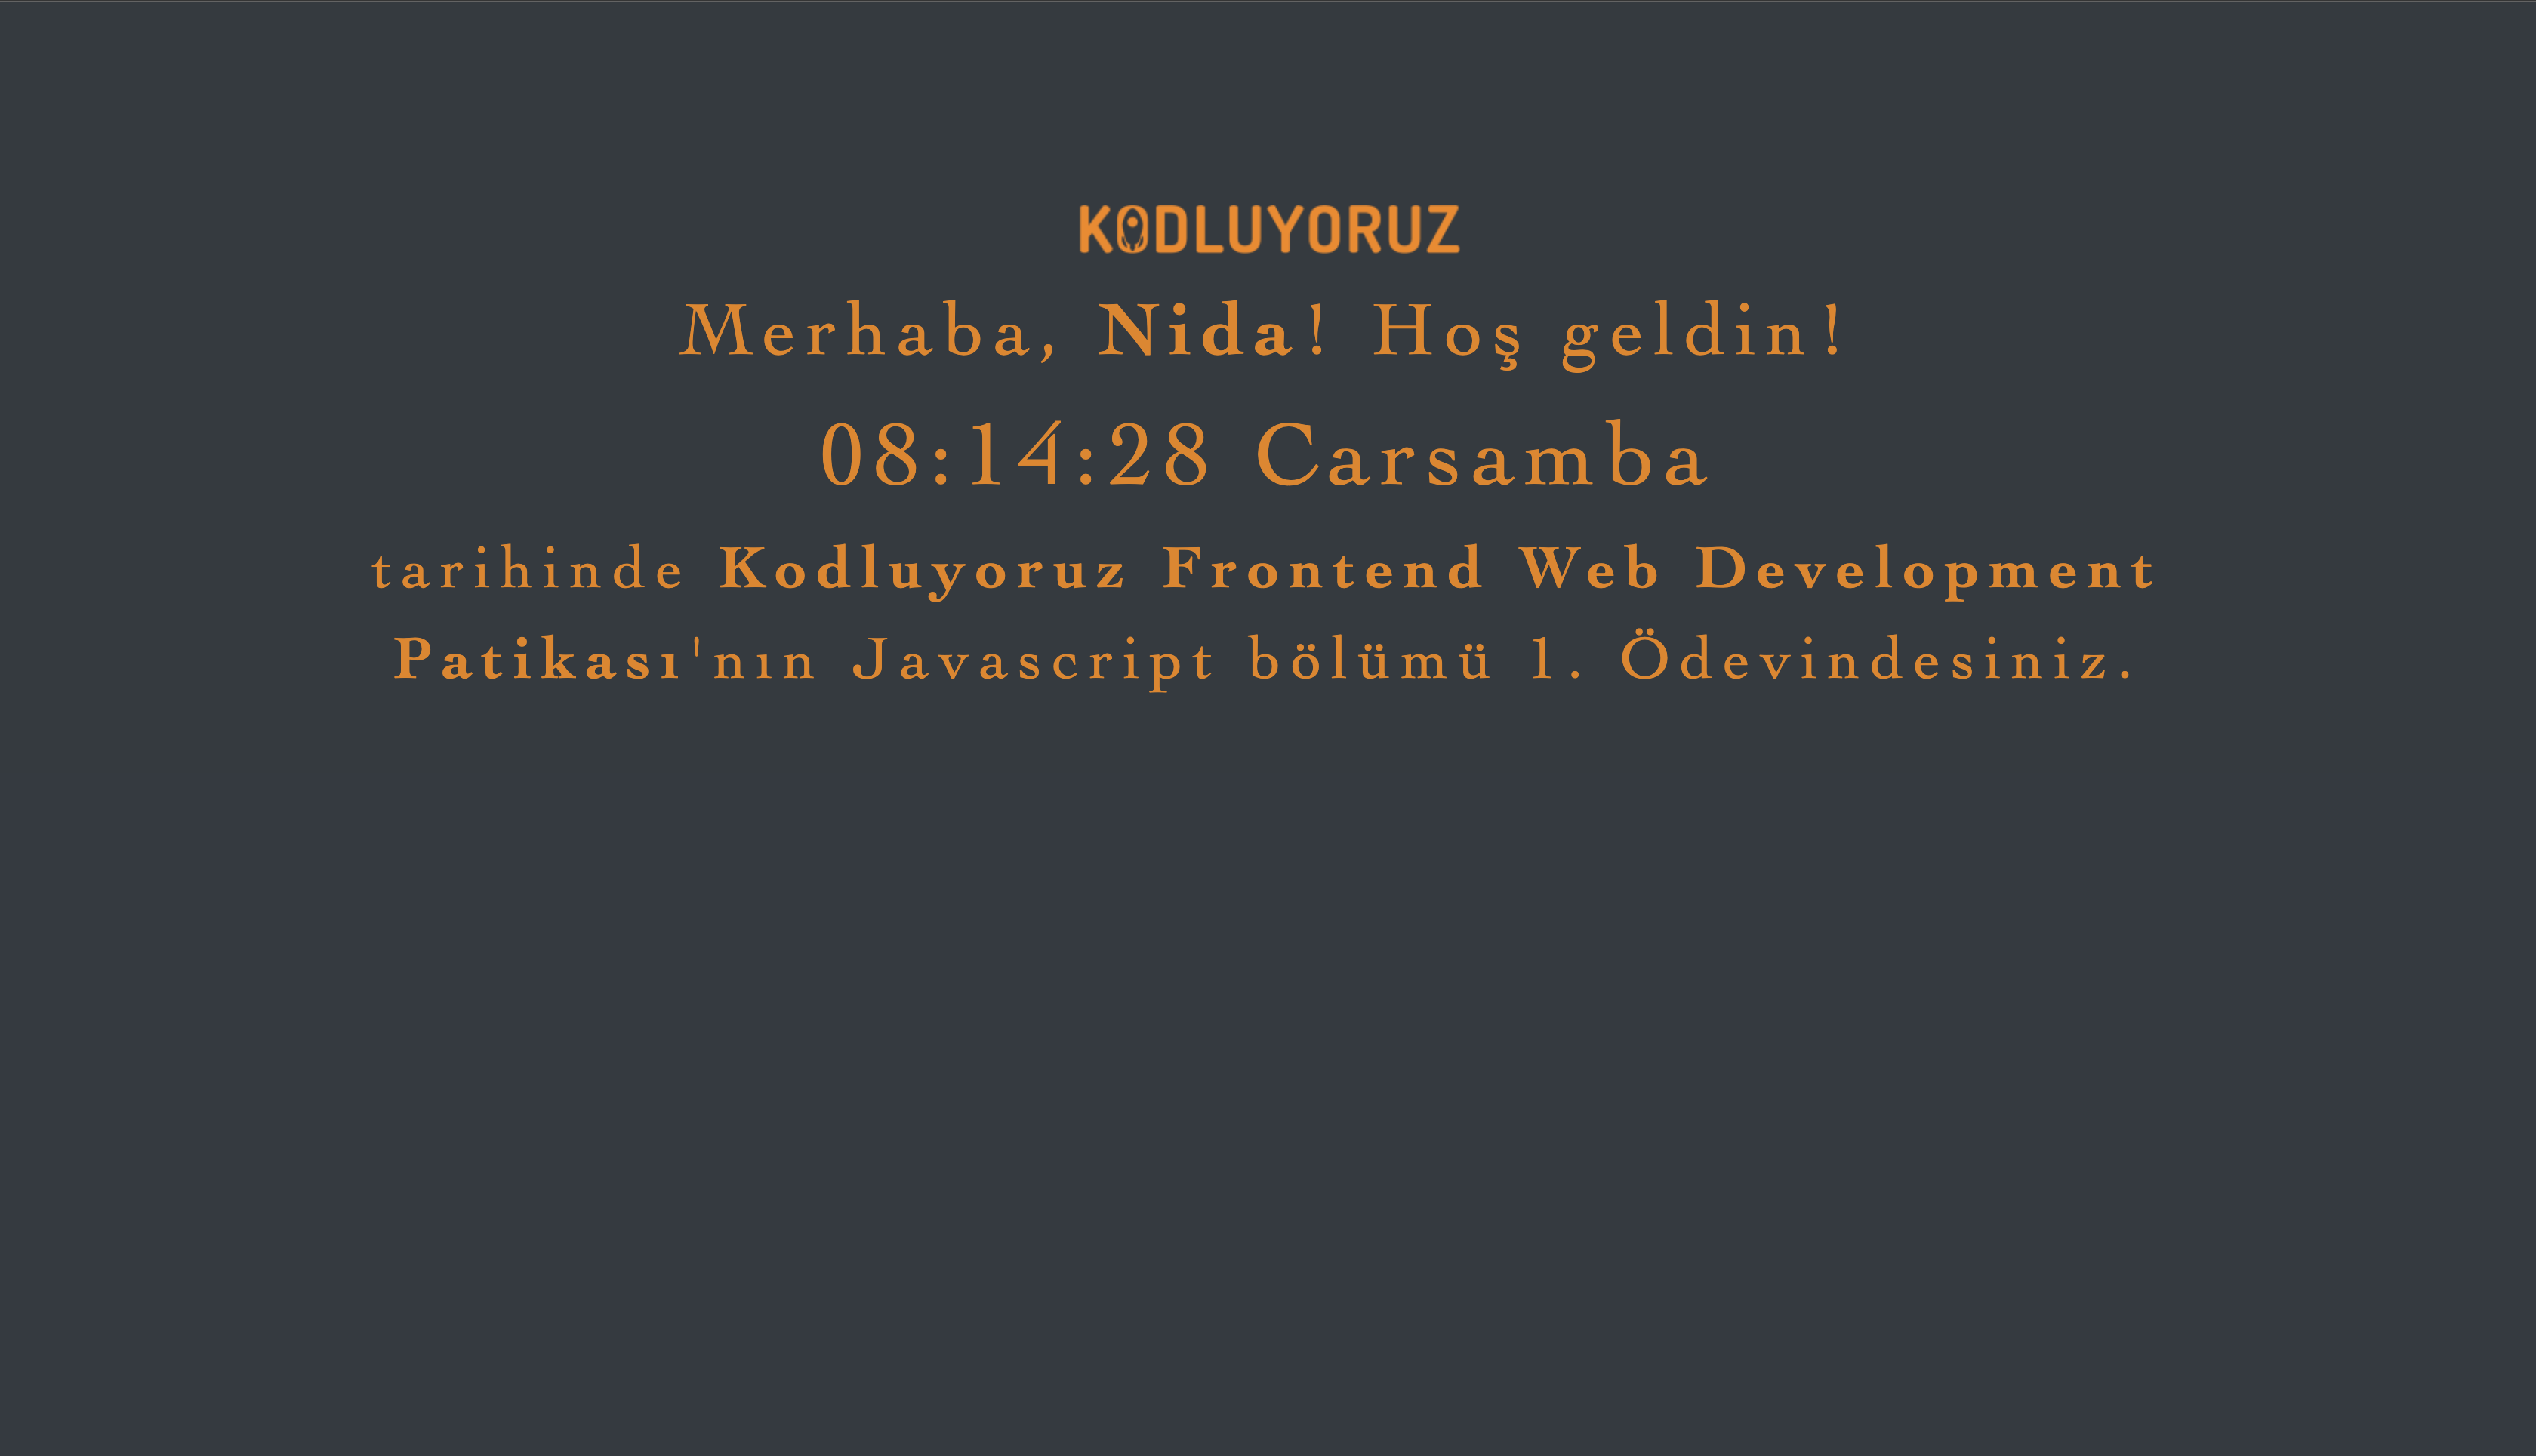 KODLUYORUZ
Merhaba, Nida! Hoş geldin!
08:14:28 Carsamba
tarihinde Kodluyoruz Frontend Web Development
Patikası'nın Javascript bölümü 1. Ödevindesiniz.